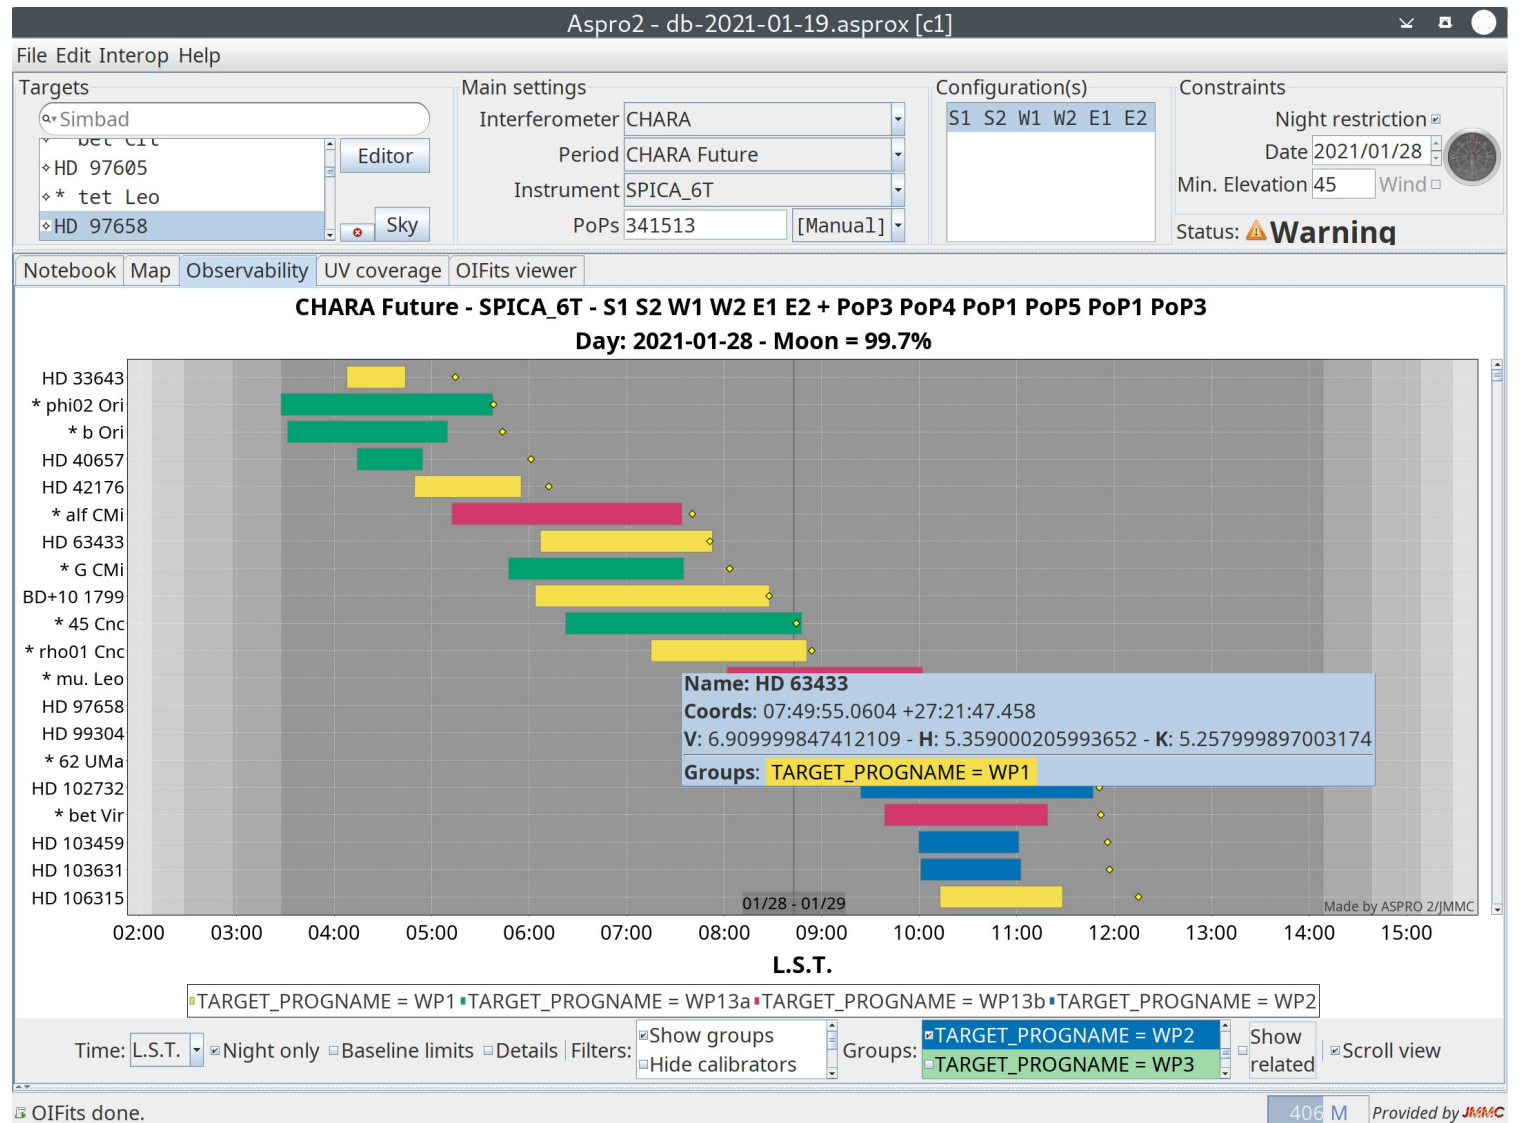 Aspro2 - db-2021-01-19.asprox [c1]
File Edit Interop Help
Targets
Simbad
bet Crt
HD 97605
* tet Leo
HD 97658
Editor
Sky
Main settings
Interferometer CHARA
Period CHARA Future
Instrument SPICA_6T
PoPs 341513 [Manual]
Configuration(s)
S1 S2 W1 W2 E1 E2
Constraints
Night restriction
Date 2021/01/28
Min. Elevation 45 Wind
Status: Warning
Notebook Map Observability UV coverage OIFits viewer
CHARA Future - SPICA_6T - S1 S2 W1 W2 E1 E2 + PoP3 PoP4 PoP1 PoP5 PoP1 PoP3
Day: 2021-01-28 - Moon = 99.7%
HD 33643
* phi02 Ori
* b Ori
HD 40657
HD 42176
* alf CMi
HD 63433
* G CMi
BD+10 1799
* 45 Cnc
* rho01 Cnc
* mu. Leo
HD 97658
HD 99304
* 62 UMa
HD 102732
* bet Vir
HD 103459
HD 103631
HD 106315
Name: HD 63433
Coords: 07:49:55.0604 +27:21:47.458
V: 6.909999847412109 - H: 5.359000205993652 - K: 5.257999897003174
Groups: TARGET_PROGNAME = WP1
01/28 - 01/29
Made by ASPRO 2/JMMC
02:00 03:00 04:00 05:00 06:00 07:00 08:00 09:00 10:00 11:00 12:00 13:00 14:00 15:00
L.S.T.
TARGET_PROGNAME = WP1 TARGET_PROGNAME = WP13a TARGET_PROGNAME = WP13b TARGET_PROGNAME = WP2
Time: L.S.T. Night only Baseline limits Details Filters:
Show groups
Hide calibrators
Groups:
TARGET_PROGNAME = WP2
TARGET_PROGNAME = WP3
Show
related
Scroll view
OIFits done.
406 M
Provided by JMMC